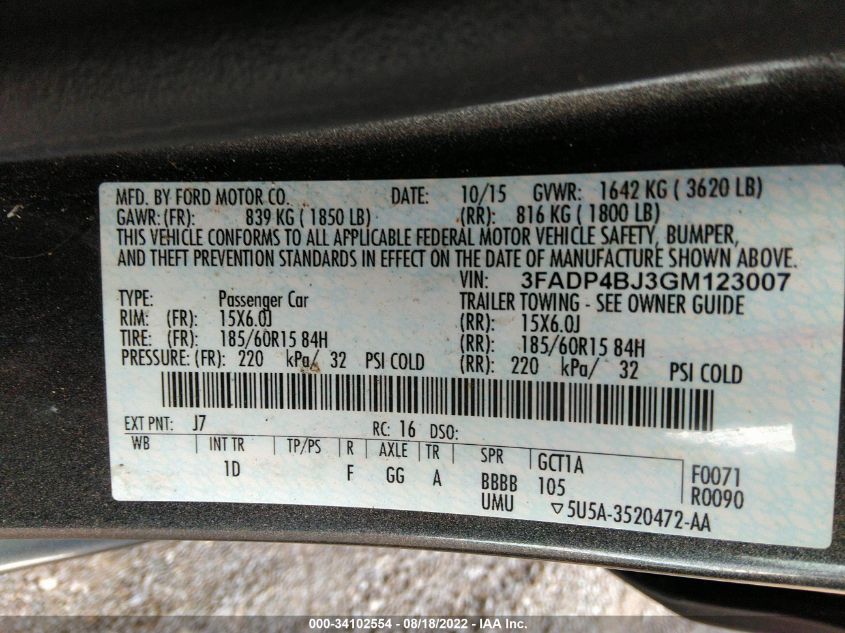 MFD. BY FORD MOTOR CO. DATE: 10/15 GVWR: 1642 KG ( 3620 LB)
GAWR: (FR): 839 KG ( 1850 LB) (RR): 816 KG ( 1800 LB)
THIS VEHICLE CONFORMS TO ALL APPLICABLE FEDERAL MOTOR VEHICLE SAFETY, BUMPER,
AND THEFT PREVENTION STANDARDS IN EFFECT ON THE DATE OF MANUFACTURE SHOWN ABOVE.
VIN: 3FADP4BJ3GM123007
TYPE: Passenger Car TRAILER TOWING - SEE OWNER GUIDE
RIM: (FR): 15X6.0J (RR): 15X6.0J
TIRE: (FR): 185/60R15 84H (RR): 185/60R15 84H
PRESSURE: (FR): 220 kPa/ 32 PSI COLD (RR): 220 kPa/ 32 PSI COLD
EXT PNT: J7 RC: 16 DSO:
WB INT TR TP/PS R AXLE TR SPR GCT1A F0071
1D F GG A BBBB 105 R0090
UMU ▽5U5A-3520472-AA
000-34102554 - 08/18/2022 - www.iaai.com